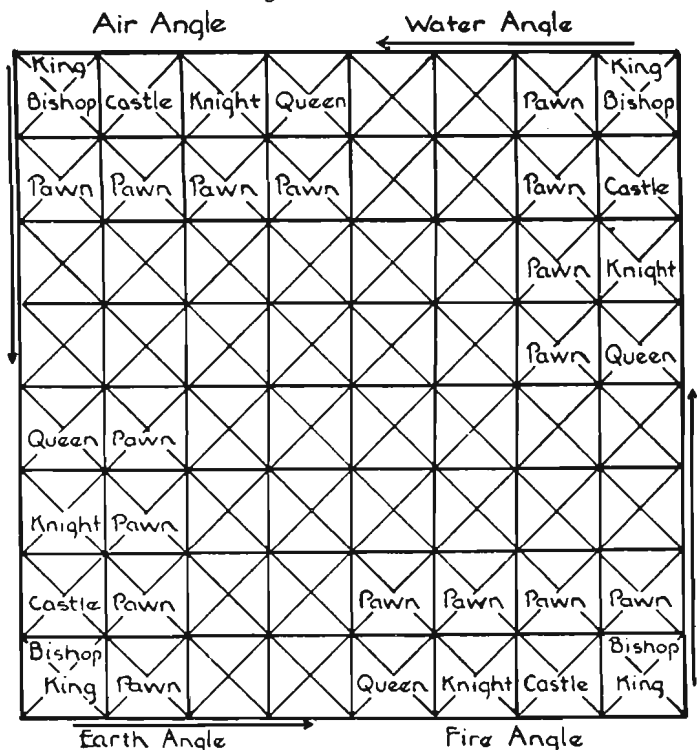 Air Angle Water Angle
King King
Bishop Castle Knight Queen Pawn Bishop
Pawn Pawn Pawn Pawn Pawn Castle
Pawn Knight
Pawn Queen
Queen Pawn
Knight Pawn
Castle Pawn Pawn Pawn Pawn Pawn
Bishop Bishop
King Pawn Queen Knight Castle King
Earth Angle Fire Angle